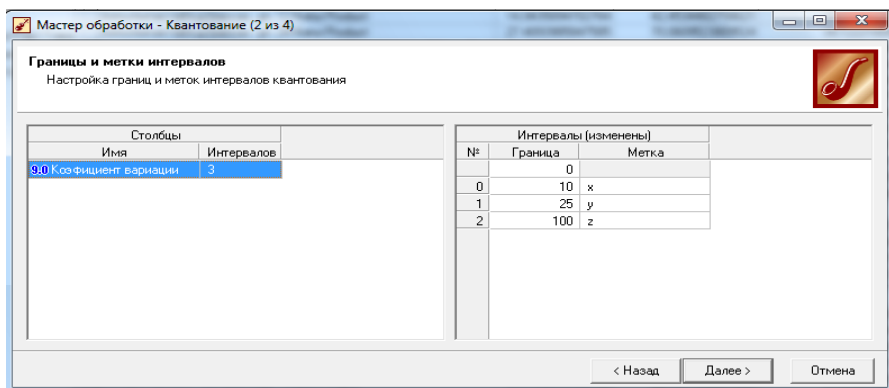 Мастер обработки - Квантование (2 из 4)
Границы и метки интервалов
Настройка границ и меток интервалов квантования
Столбцы
Имя Интервалов
9.0 Коэфициент вариации 3
Интервалы (изменены)
№ Граница Метка
0
0 10 x
1 25 y
2 100 z
< Назад Далее > Отмена